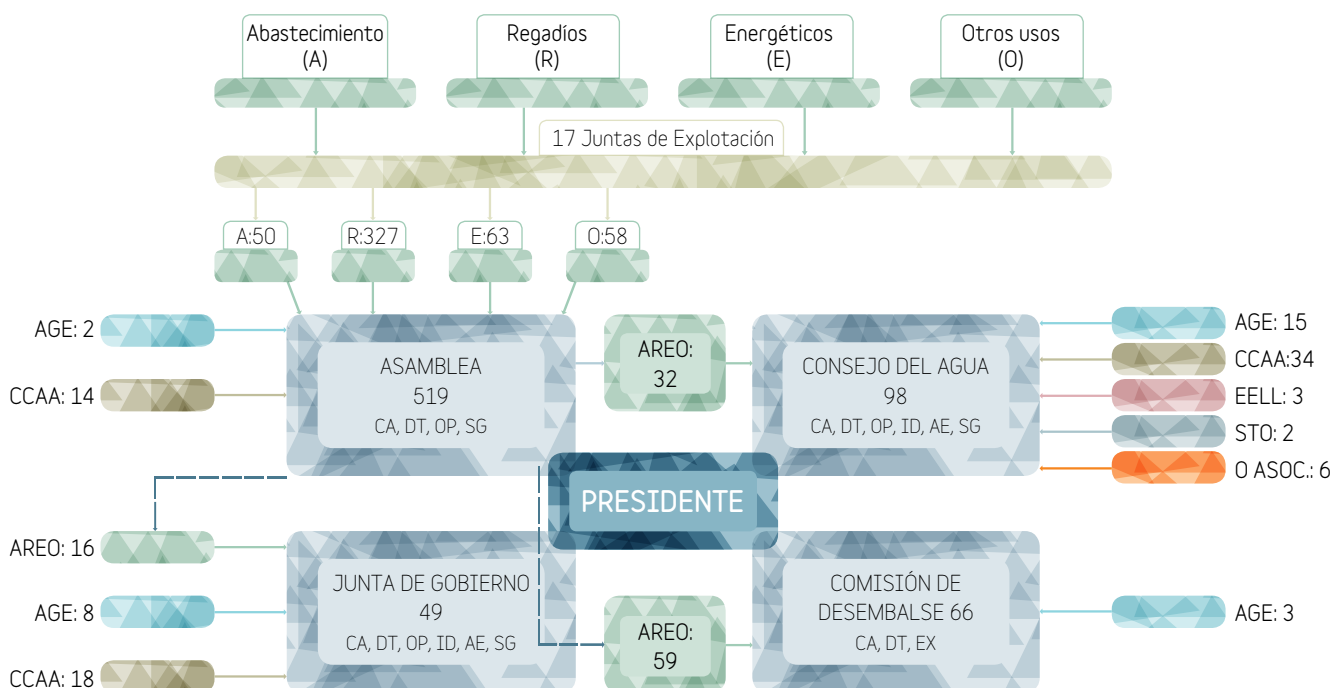 Abastecimiento
(A)
Regadíos
(R)
Energéticos
(E)
Otros usos
(O)
17 Juntas de Explotación
A:50
R:327
E:63
O:58
AGE: 2
CCAA: 14
ASAMBLEA
519
CA, DT, OP, SG
AREO:
32
CONSEJO DEL AGUA
98
CA, DT, OP, ID, AE, SG
AGE: 15
CCAA:34
EELL: 3
STO: 2
O ASOC.: 6
PRESIDENTE
AREO: 16
AGE: 8
CCAA: 18
JUNTA DE GOBIERNO
49
CA, DT, OP, ID, AE, SG
AREO:
59
COMISIÓN DE
DESEMBALSE 66
CA, DT, EX
AGE: 3